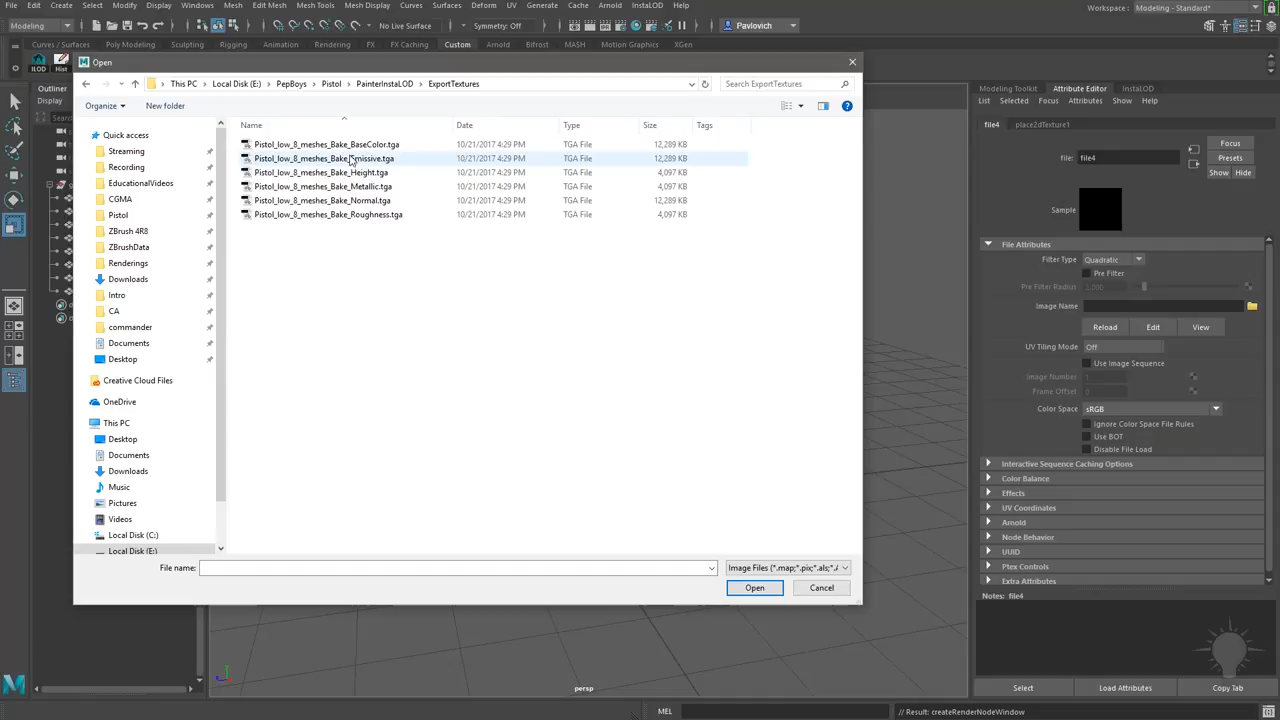 File Edit Create Select Modify Display Windows Mesh Edit Mesh Mesh Tools Mesh Display Curves Surfaces Deform UV Generate Cache Arnold InstaLOD Help
Workspace : Modeling - Standard*
Modeling No Live Surface Symmetry: Off Pavlovich
Curves / Surfaces Poly Modeling Sculpting Rigging Animation Rendering FX FX Caching Custom Arnold Bifrost MASH Motion Graphics XGen
ILOD Hist
Open
This PC Local Disk (E:) PepBoys Pistol PainterInstaLOD ExportTextures Search ExportTextures
Organize New folder
Name Date Type Size Tags
Pistol_low_8_meshes_Bake_BaseColor.tga 10/21/2017 4:29 PM TGA File 12,289 KB
Pistol_low_8_meshes_Bake_Emissive.tga 10/21/2017 4:29 PM TGA File 12,289 KB
Pistol_low_8_meshes_Bake_Height.tga 10/21/2017 4:29 PM TGA File 4,097 KB
Pistol_low_8_meshes_Bake_Metallic.tga 10/21/2017 4:29 PM TGA File 4,097 KB
Pistol_low_8_meshes_Bake_Normal.tga 10/21/2017 4:29 PM TGA File 12,289 KB
Pistol_low_8_meshes_Bake_Roughness.tga 10/21/2017 4:29 PM TGA File 4,097 KB
Quick access
Streaming
Recording
EducationalVideos
CGMA
Pistol
ZBrush 4R8
ZBrushData
Renderings
Downloads
Intro
CA
commander
Documents
Desktop
Creative Cloud Files
OneDrive
This PC
Desktop
Documents
Downloads
Music
Pictures
Videos
Local Disk (C:)
Local Disk (E:)
File name: Image Files (*.map;*.pix;*.als;*.
Open Cancel
Outliner
Display
Modeling Toolkit Attribute Editor InstaLOD
List Selected Focus Attributes Show Help
file4 place2dTexture1
file: file4
Focus
Presets
Show Hide
Sample
File Attributes
Filter Type Quadratic
Pre Filter
Pre Filter Radius 2.000
Image Name
Reload Edit View
UV Tiling Mode Off
Use Image Sequence
Image Number 1
Frame Offset 0
Color Space sRGB
Ignore Color Space File Rules
Use BOT
Disable File Load
Interactive Sequence Caching Options
Color Balance
Effects
UV Coordinates
Arnold
Node Behavior
UUID
Ptex Controls
Extra Attributes
Notes: file4
Select Load Attributes Copy Tab
persp
MEL // Result: createRenderNodeWindow